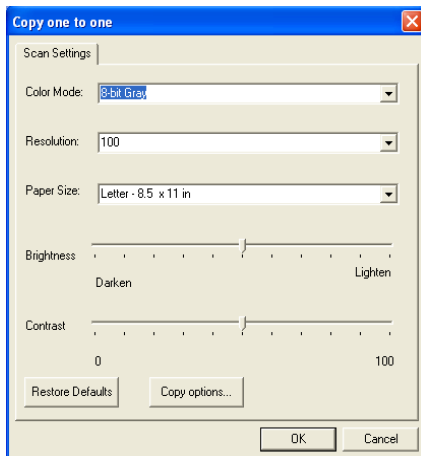 Copy one to one
Scan Settings
Color Mode: 8-bit Gray
Resolution: 100
Paper Size: Letter - 8.5 x 11 in
Brightness
Darken Lighten
Contrast
0 100
Restore Defaults Copy options...
OK Cancel